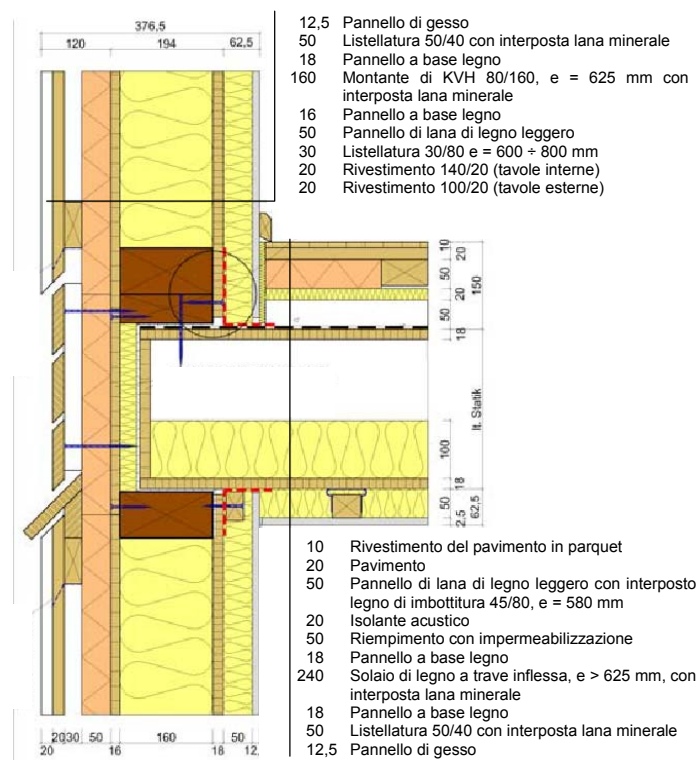 376,5
120 194 62,5
12,5 Pannello di gesso
50 Listellatura 50/40 con interposta lana minerale
18 Pannello a base legno
160 Montante di KVH 80/160, e = 625 mm con
interposta lana minerale
16 Pannello a base legno
50 Pannello di lana di legno leggero
30 Listellatura 30/80 e = 600 ÷ 800 mm
20 Rivestimento 140/20 (tavole interne)
20 Rivestimento 100/20 (tavole esterne)
10
20
50
20
50
150
18
lt. Statik
100
18
50
2,5
62,5
10 Rivestimento del pavimento in parquet
20 Pavimento
50 Pannello di lana di legno leggero con interposto
legno di imbottitura 45/80, e = 580 mm
20 Isolante acustico
50 Riempimento con impermeabilizzazione
18 Pannello a base legno
240 Solaio di legno a trave inflessa, e > 625 mm, con
interposta lana minerale
18 Pannello a base legno
50 Listellatura 50/40 con interposta lana minerale
12,5 Pannello di gesso
20 30 50 160 50
20 16 18 12,